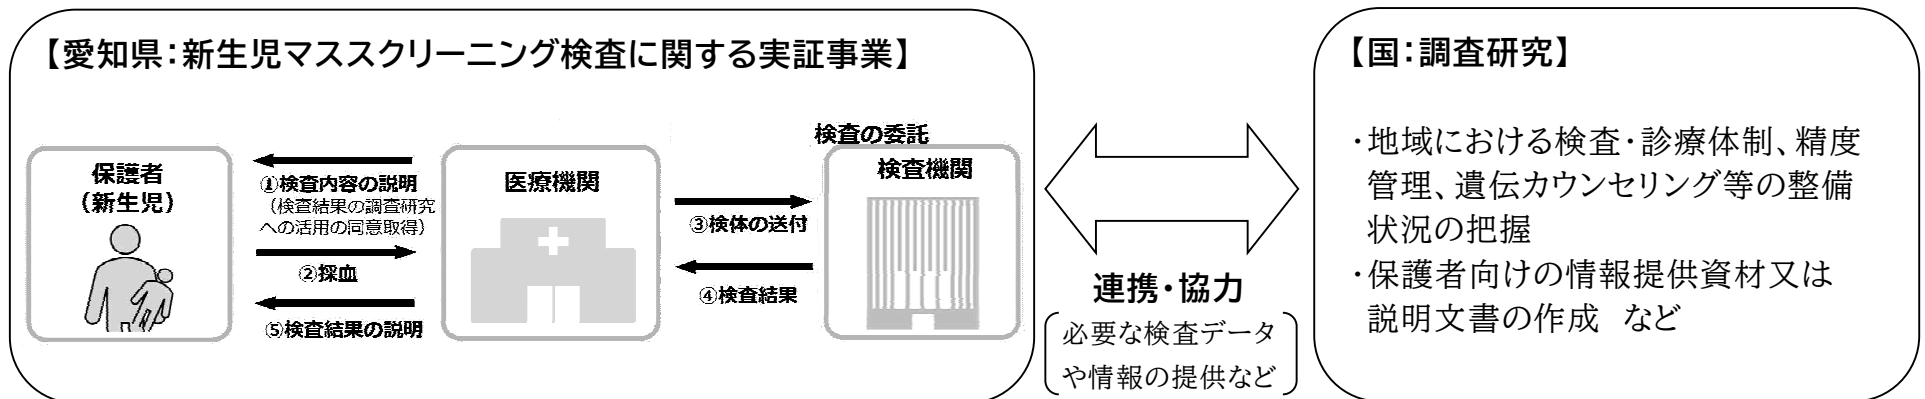 【愛知県：新生児マススクリーニング検査に関する実証事業】
保護者
（新生児）
①検査内容の説明
（検査結果の調査研究
への活用の同意取得）
②採血
⑤検査結果の説明
医療機関
③検体の送付
④検査結果
検査の委託
検査機関
連携・協力
必要な検査データ
や情報の提供など
【国：調査研究】
・地域における検査・診療体制、精度
管理、遺伝カウンセリング等の整備
状況の把握
・保護者向けの情報提供資材又は
説明文書の作成　など